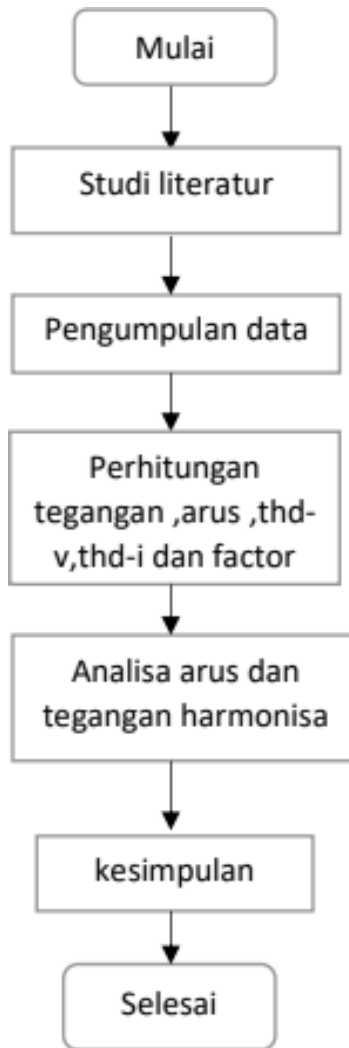 Mulai
Studi literatur
Pengumpulan data
Perhitungan
tegangan ,arus ,thd-
v,thd-i dan factor
Analisa arus dan
tegangan harmonisa
kesimpulan
Selesai